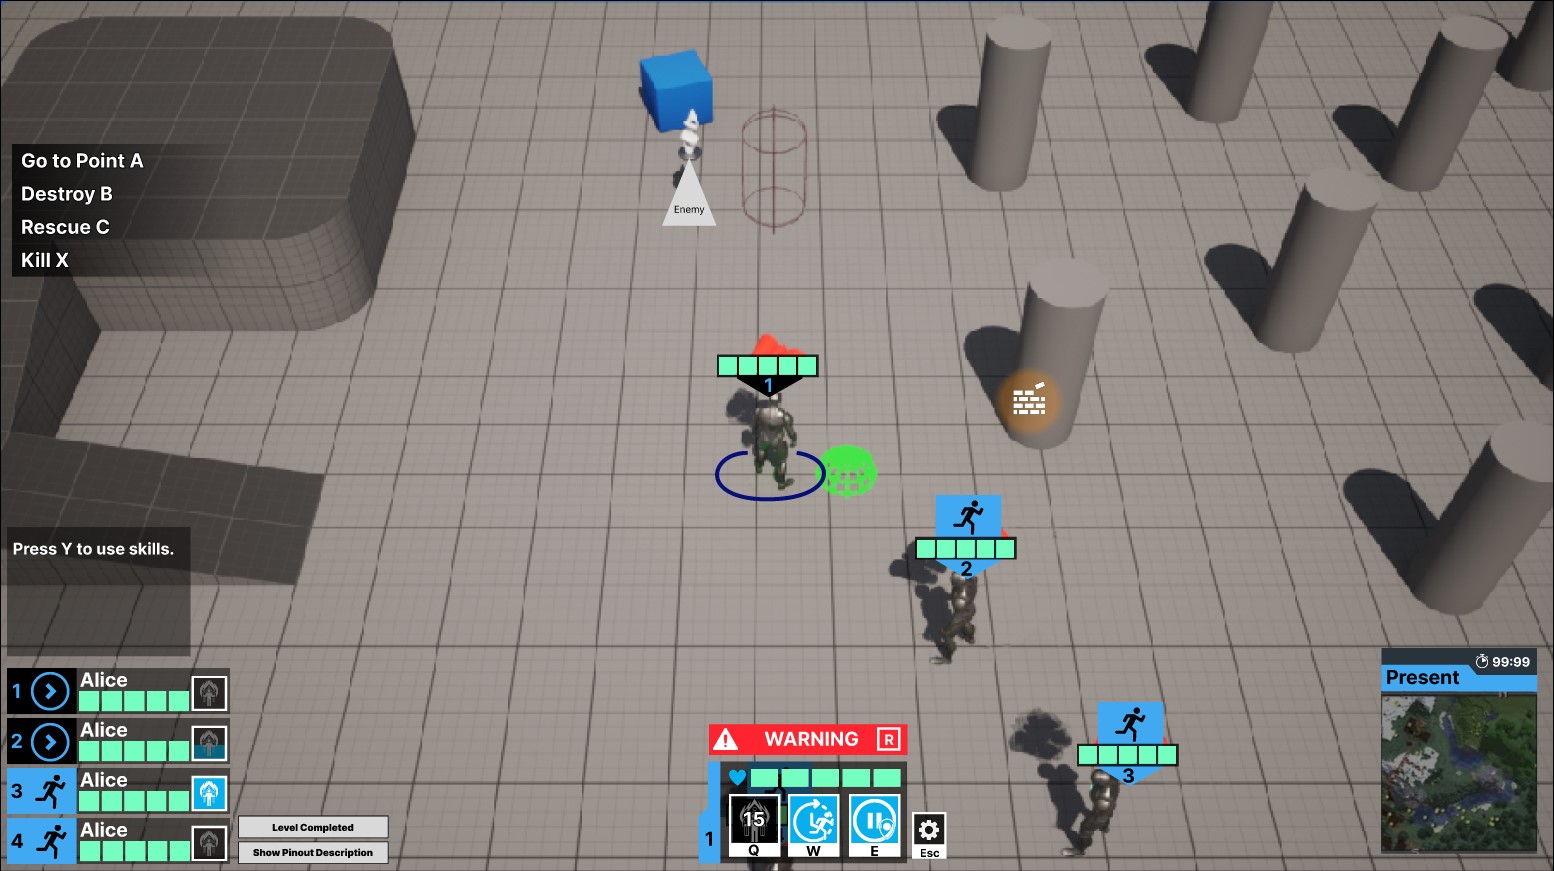 Go to Point A
Destroy B
Rescue C
Kill X
Enemy
1
2
3
Press Y to use skills.
1 Alice
2 Alice
3 Alice
4 Alice
Level Completed
Show Pinout Description
WARNING R
1
15
Q W E Esc
99:99
Present